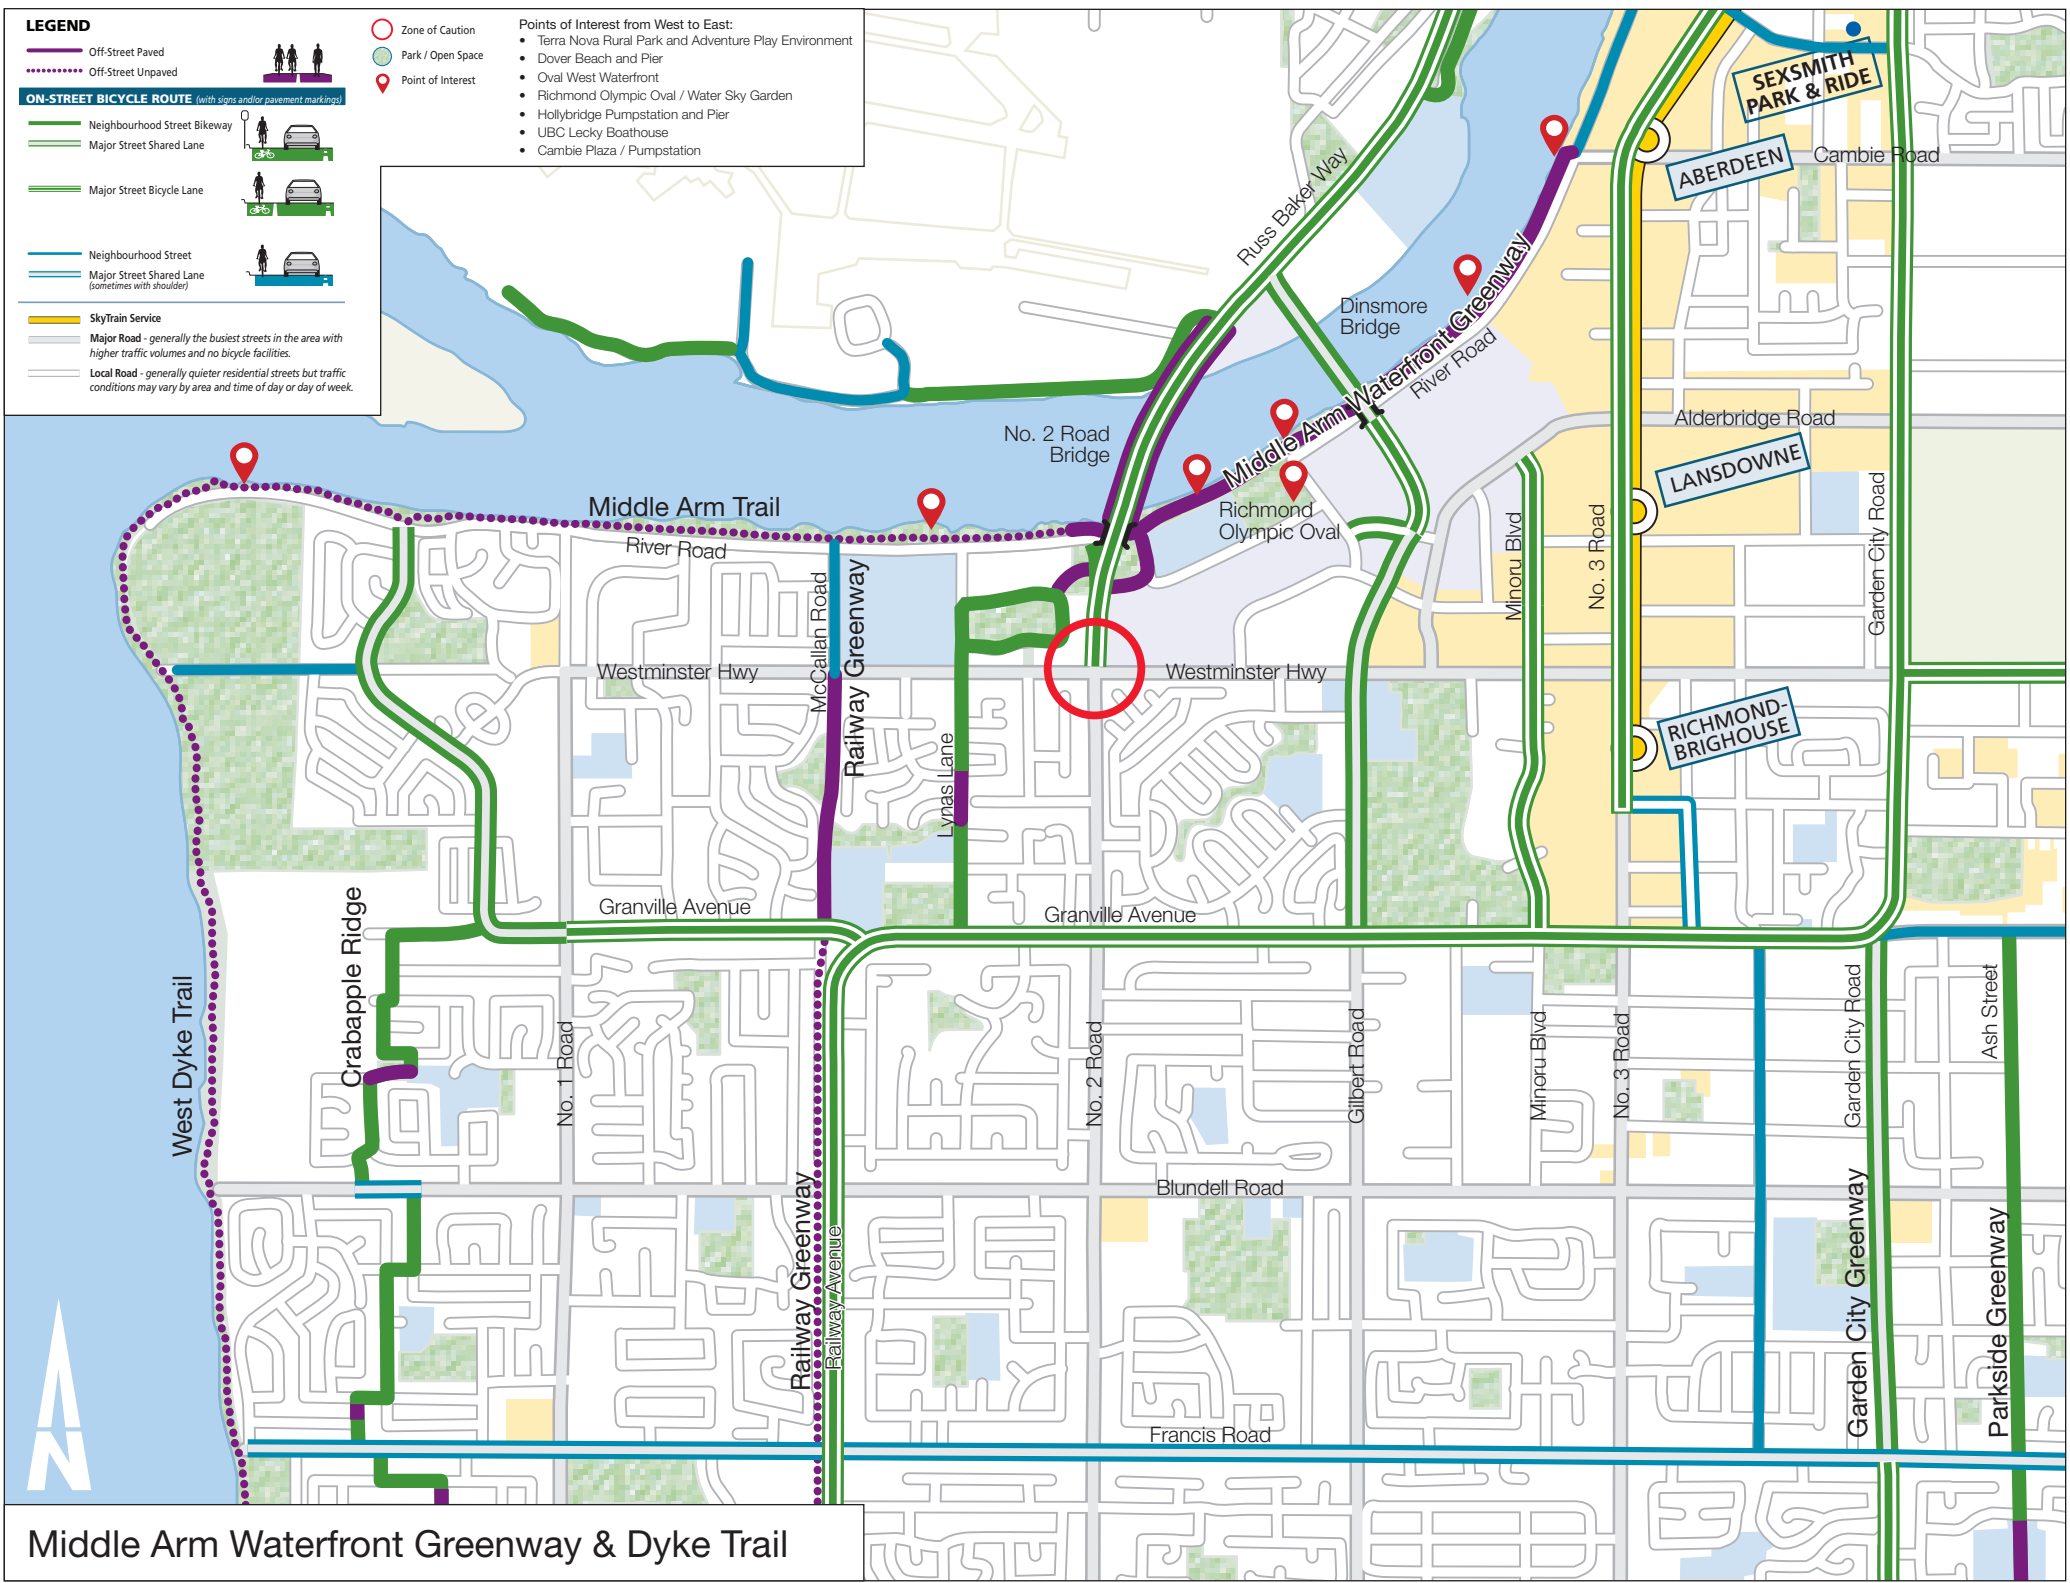 LEGEND
Off-Street Paved
Off-Street Unpaved
ON-STREET BICYCLE ROUTE (with signs and/or pavement markings)
Neighbourhood Street Bikeway
Major Street Shared Lane
Major Street Bicycle Lane
Neighbourhood Street
Major Street Shared Lane
(sometimes with shoulder)
SkyTrain Service
Major Road - generally the busiest streets in the area with
higher traffic volumes and no bicycle facilities.
Local Road - generally quieter residential streets but traffic
conditions may vary by area and time of day or day of week.
Zone of Caution
Park / Open Space
Point of Interest
Points of Interest from West to East:
• Terra Nova Rural Park and Adventure Play Environment
• Dover Beach and Pier
• Oval West Waterfront
• Richmond Olympic Oval / Water Sky Garden
• Hollybridge Pumpstation and Pier
• UBC Lecky Boathouse
• Cambie Plaza / Pumpstation
SEXSMITH
PARK & RIDE
ABERDEEN
Cambie Road
Russ Baker Way
Dinsmore
Bridge
Middle Arm Waterfront Greenway
River Road
No. 2 Road
Bridge
Alderbridge Road
LANSDOWNE
Middle Arm Trail
River Road
Richmond
Olympic Oval
Minoru Blvd
No. 3 Road
Garden City Road
McCallan Road
Railway Greenway
Westminster Hwy
Westminster Hwy
RICHMOND-
BRIGHOUSE
Lynas Lane
Granville Avenue
Granville Avenue
Crabapple Ridge
West Dyke Trail
No. 1 Road
No. 2 Road
Gilbert Road
Minoru Blvd
No. 3 Road
Garden City Road
Ash Street
Blundell Road
Railway Greenway
Railway Avenue
Garden City Greenway
Parkside Greenway
Francis Road
N
Middle Arm Waterfront Greenway & Dyke Trail